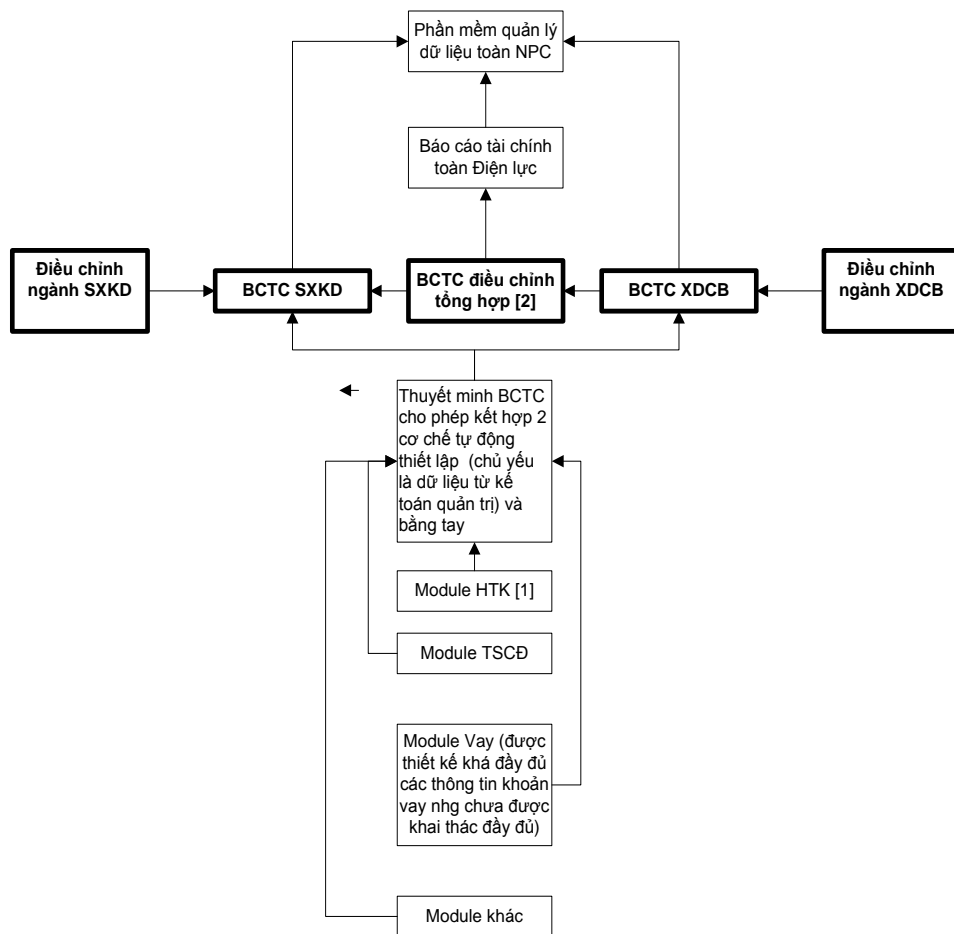 Phần mềm quản lý
dữ liệu toàn NPC
Báo cáo tài chính
toàn Điện lực
Điều chỉnh
ngành SXKD
BCTC SXKD
BCTC điều chỉnh
tổng hợp [2]
BCTC XDCB
Điều chỉnh
ngành XDCB
Thuyết minh BCTC
cho phép kết hợp 2
cơ chế tự động
thiết lập (chủ yếu
là dữ liệu từ kế
toán quản trị) và
bằng tay
Module HTK [1]
Module TSCĐ
Module Vay (được
thiết kế khá đầy đủ
các thông tin khoản
vay nhg chưa được
khai thác đầy đủ)
Module khác